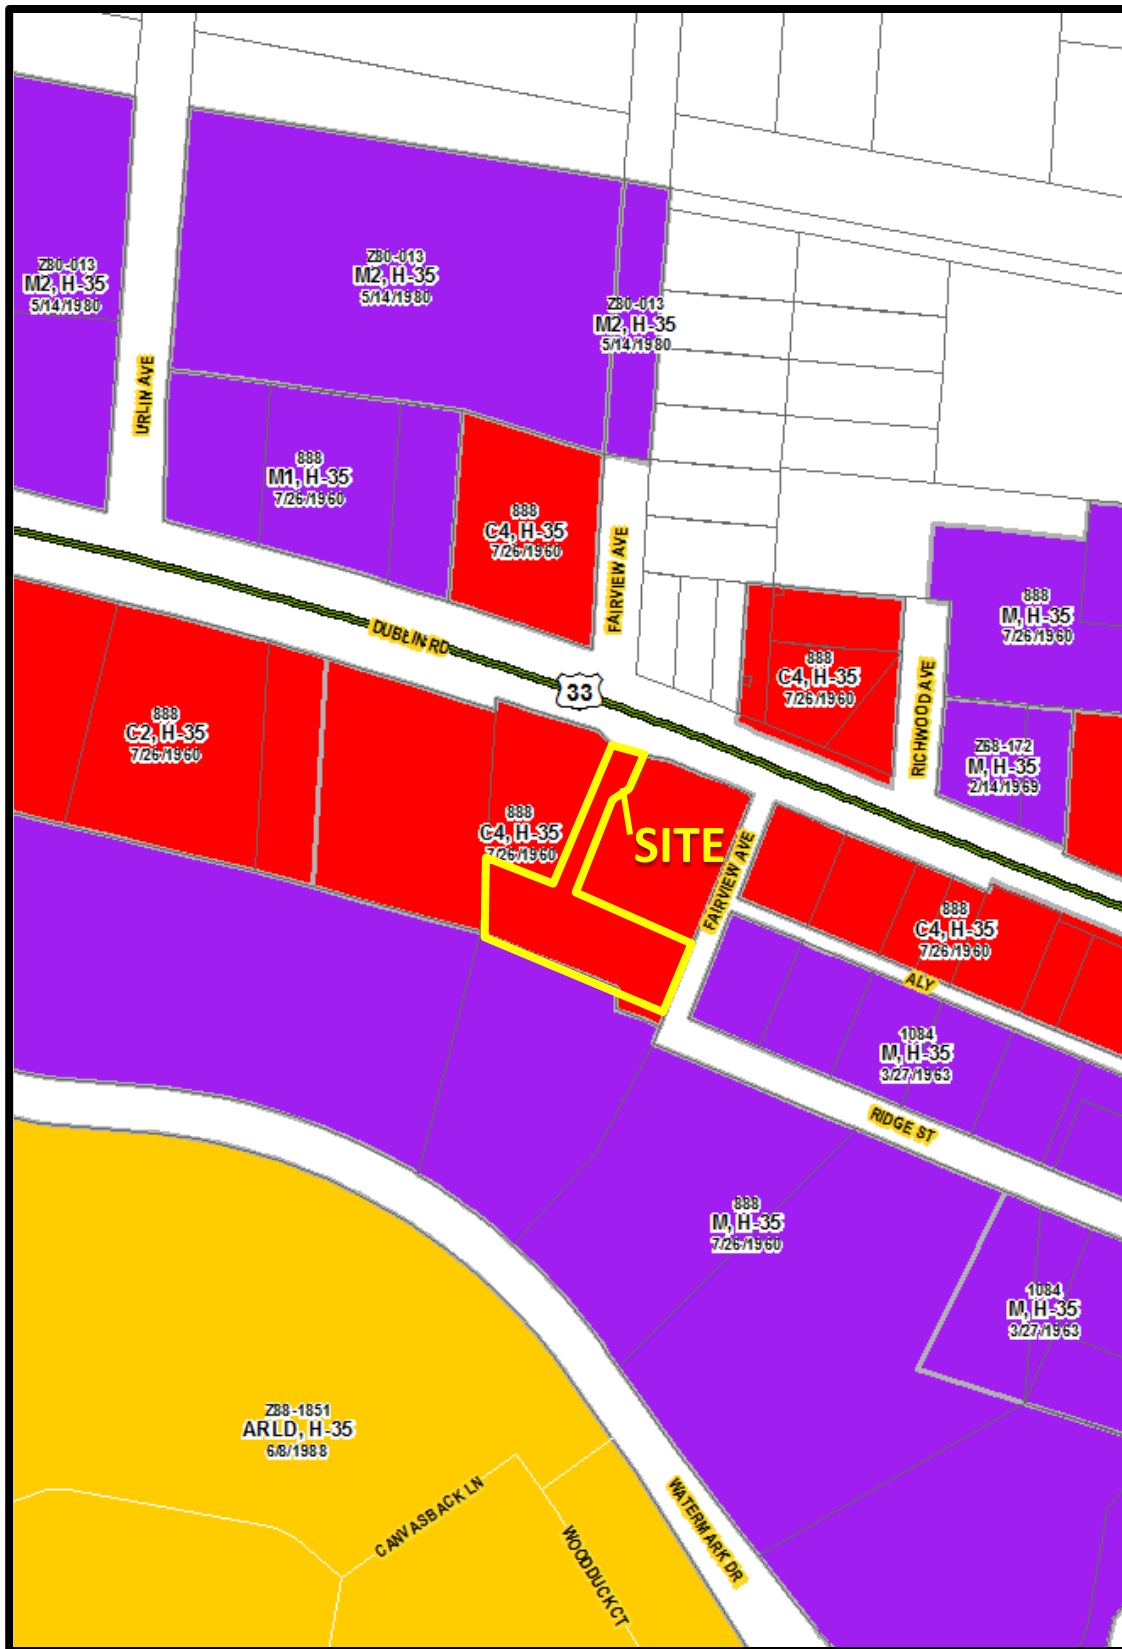 Z80-013
M2, H-35
5/14/1980
Z80-013
M2, H-35
5/14/1980
Z80-013
M2, H-35
5/14/1980
URLIN AVE
888
M1, H-35
7/26/1960
888
C4, H-35
7/26/1960
FAIRVIEW AVE
DUBLIN RD
33
888
M, H-35
7/26/1960
888
C4, H-35
7/26/1960
RICHWOOD AVE
888
C2, H-35
7/26/1960
Z68-172
M, H-35
2/14/1969
888
C4, H-35
7/26/1960
SITE
FAIRVIEW AVE
888
C4, H-35
7/26/1960
ALY
1084
M, H-35
3/27/1963
RIDGE ST
888
M, H-35
7/26/1960
1084
M, H-35
3/27/1963
Z88-1851
ARLD, H-35
6/8/1988
CANVASBACK LN
WOODDUCK CT
WATERMARK DR